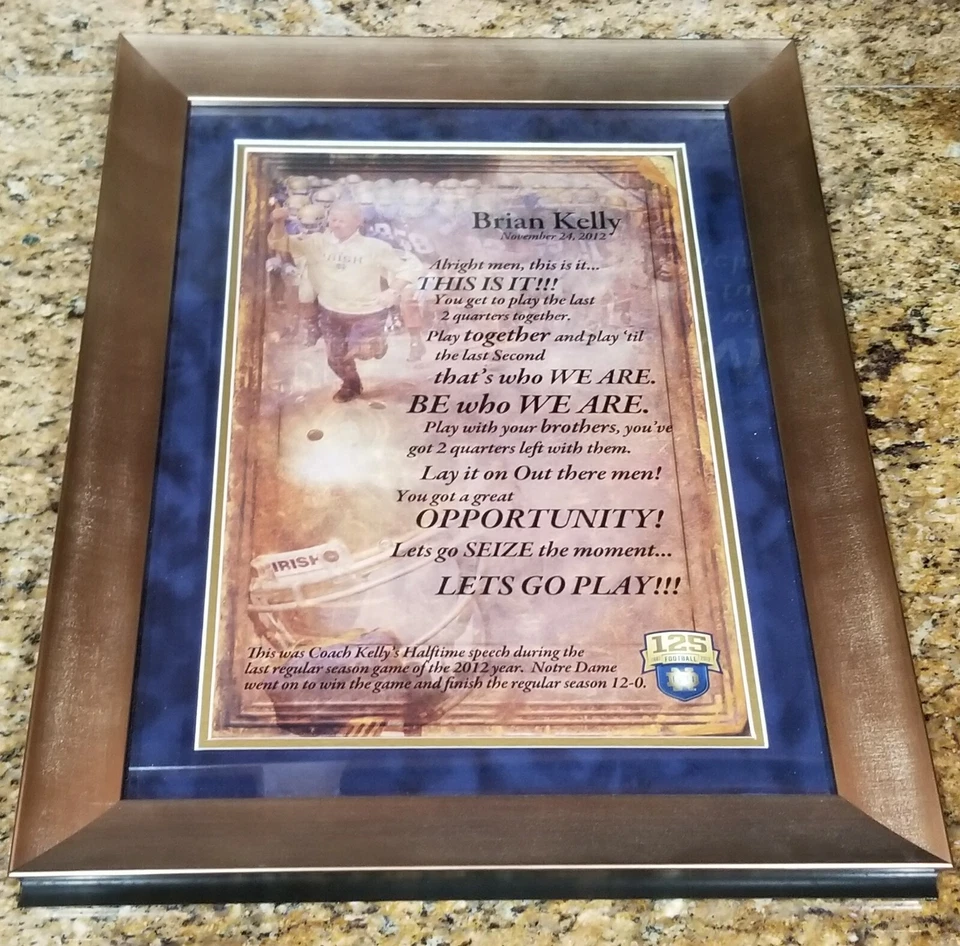 Brian Kelly
November 24, 2012
Alright men, this is it...
THIS IS IT!!!
You get to play the last
2 quarters together.
Play together and play ‘til
the last Second
that's who WE ARE.
BE who WE ARE.
Play with your brothers, you've
got 2 quarters left with them.
Lay it on Out there men!
You got a great
OPPORTUNITY!
Lets go SEIZE the moment...
LETS GO PLAY!!!
IRISH
IRISH
This was Coach Kelly's Halftime speech during the
last regular season game of the 2012 year. Notre Dame
went on to win the game and finish the regular season 12-0.
125
FOOTBALL
ND